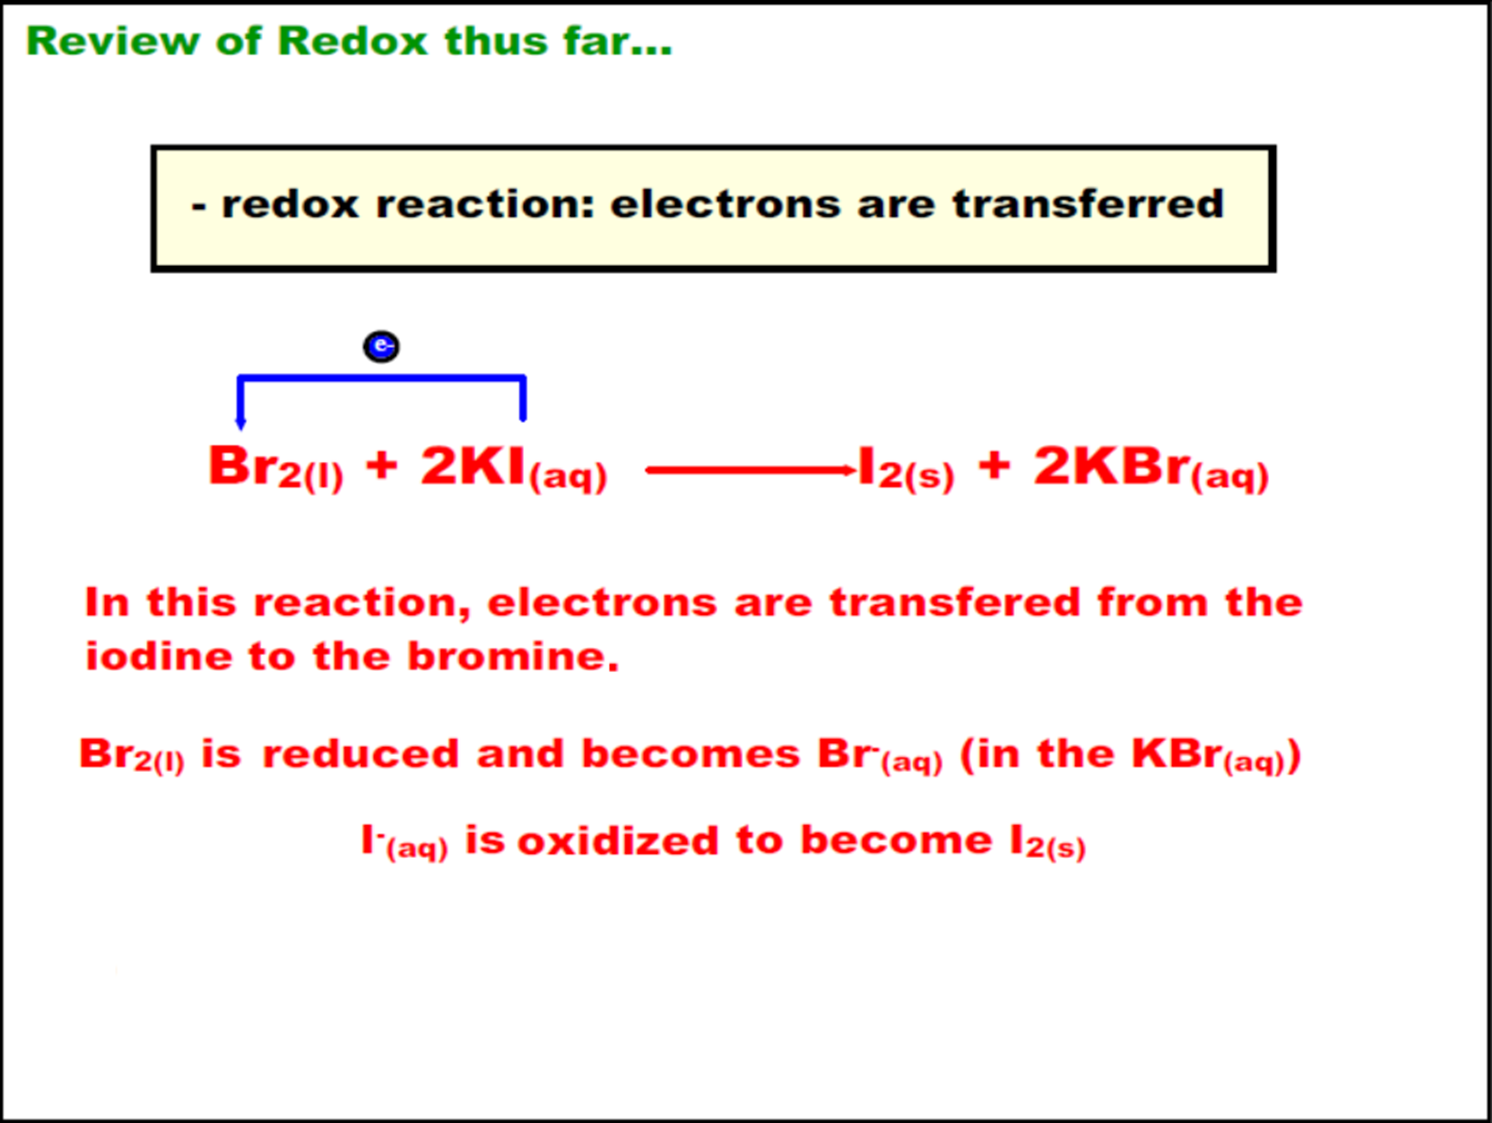 Review of Redox thus far...
- redox reaction: electrons are transferred
e-
Br2(l) + 2KI(aq) → I2(s) + 2KBr(aq)
In this reaction, electrons are transfered from the
iodine to the bromine.
Br2(l) is reduced and becomes Br-(aq) (in the KBr(aq))
I-(aq) is oxidized to become I2(s)